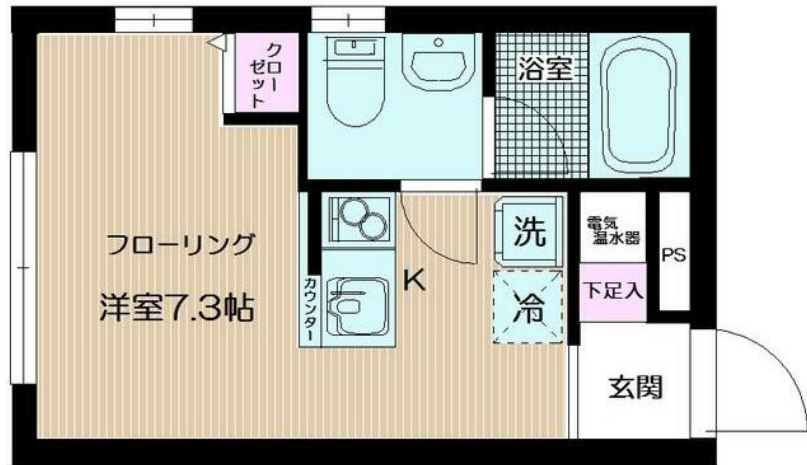 クロー
ゼット
浴室
フローリング
洋室7.3帖
カウンター
K
洗
冷
電気
温水器
下足入
PS
玄関